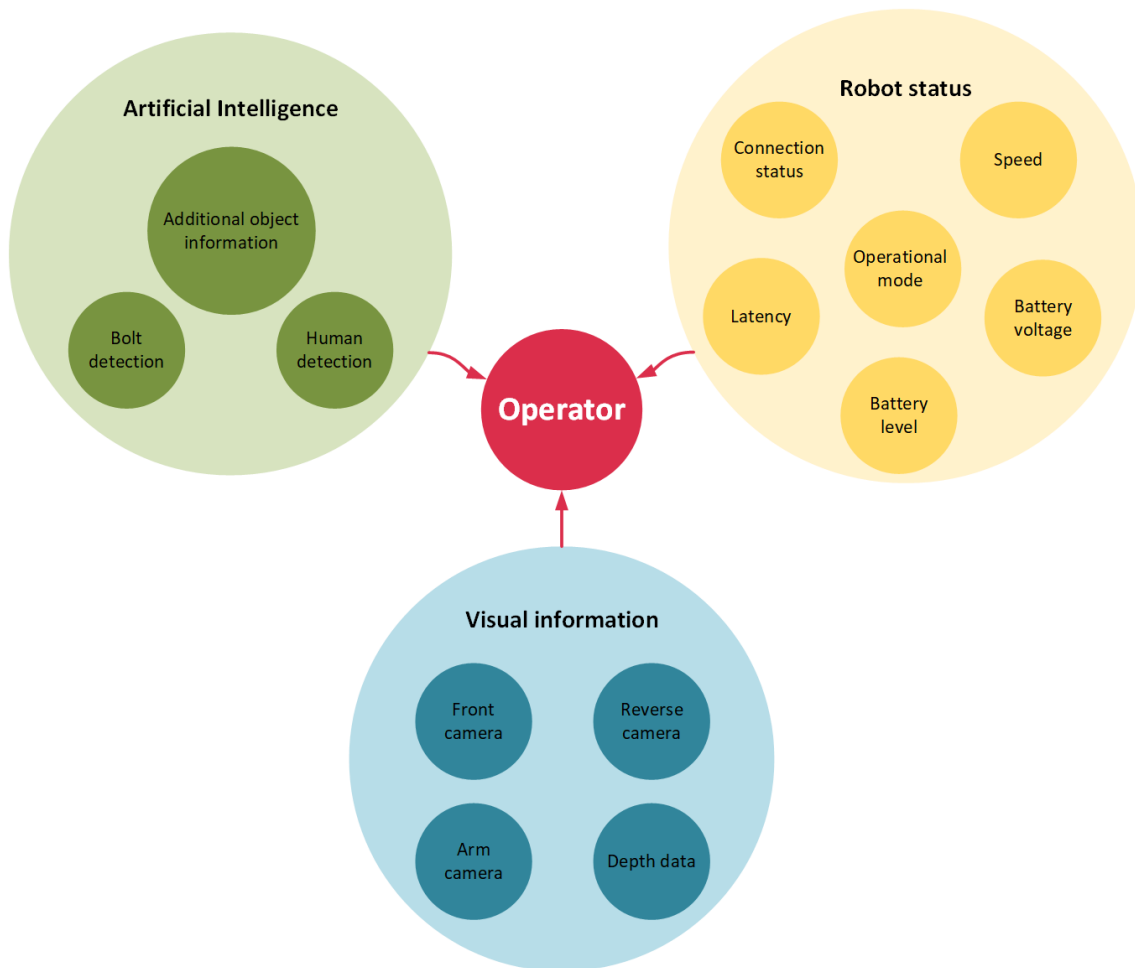 Artificial Intelligence
Additional object
information
Bolt
detection
Human
detection
Robot status
Connection
status
Speed
Operational
mode
Latency
Battery
voltage
Battery
level
Operator
Visual information
Front
camera
Reverse
camera
Arm
camera
Depth data